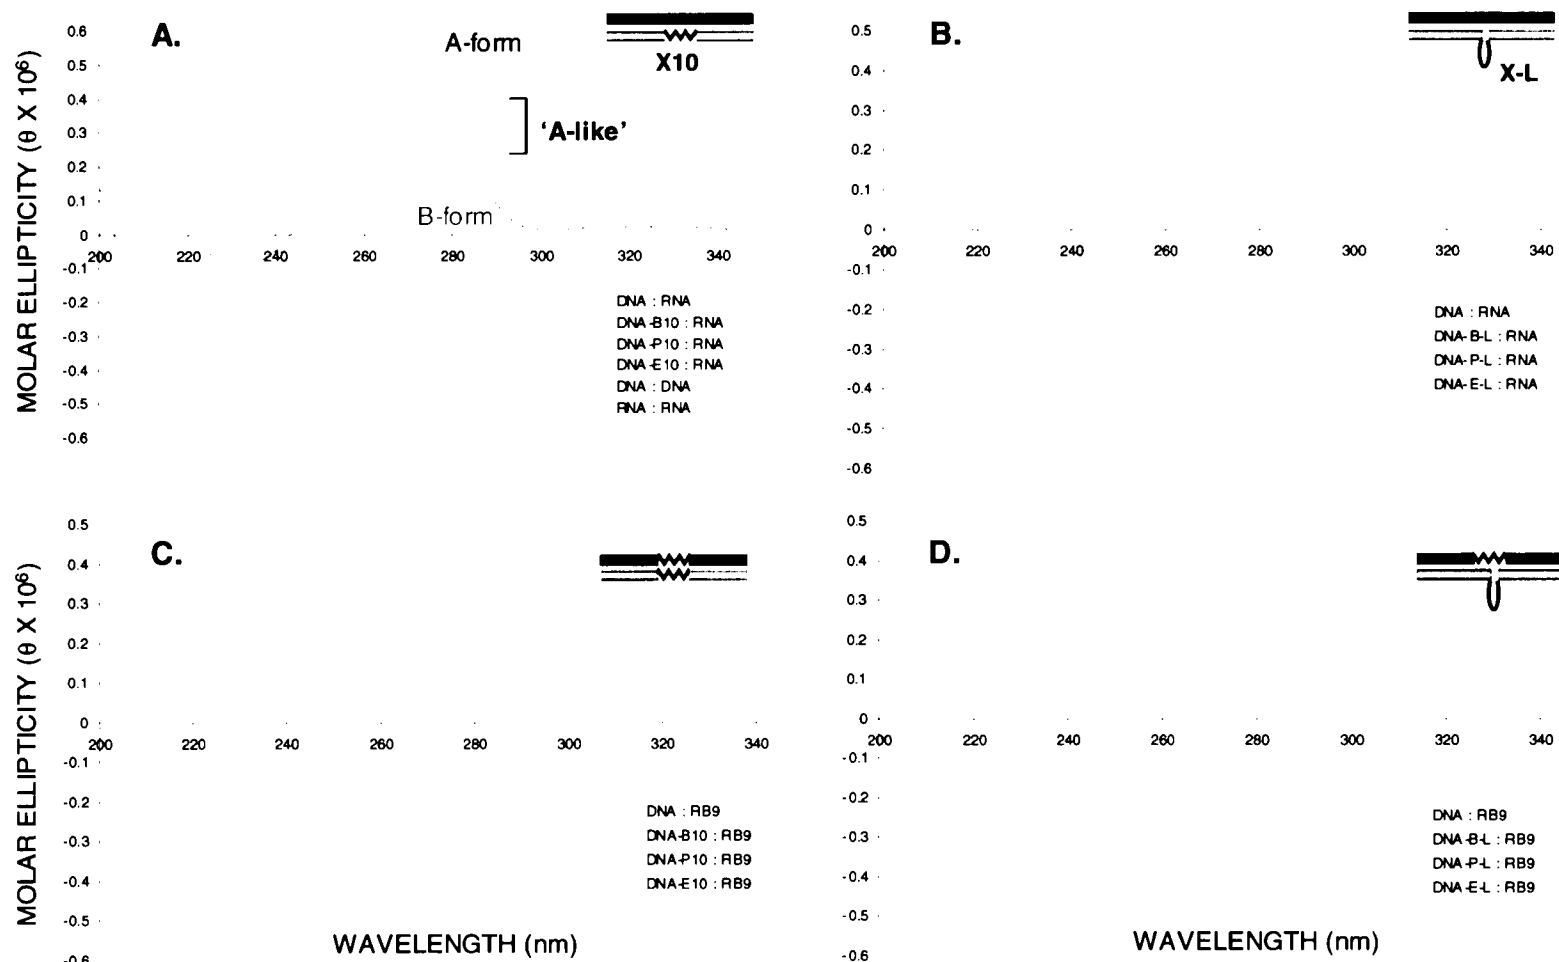 A.
A-form
X10
'A-like'
B-form
MOLAR ELLIPTICITY (θ X 10⁶)
0.6
0.5
0.4
0.3
0.2
0.1
0
-0.1
-0.2
-0.3
-0.4
-0.5
-0.6
200 220 240 260 280 300 320 340
DNA : RNA
DNA-B10 : RNA
DNA-P10 : RNA
DNA-E10 : RNA
DNA : DNA
RNA : RNA
B.
X-L
0.5
0.4
0.3
0.2
0.1
0
-0.1
-0.2
-0.3
-0.4
-0.5
-0.6
200 220 240 260 280 300 320 340
DNA : RNA
DNA-B-L : RNA
DNA-P-L : RNA
DNA-E-L : RNA
C.
MOLAR ELLIPTICITY (θ X 10⁶)
0.5
0.4
0.3
0.2
0.1
0
-0.1
-0.2
-0.3
-0.4
-0.5
-0.6
200 220 240 260 280 300 320 340
DNA : RB9
DNA-B10 : RB9
DNA-P10 : RB9
DNA-E10 : RB9
WAVELENGTH (nm)
D.
0.5
0.4
0.3
0.2
0.1
0
-0.1
-0.2
-0.3
-0.4
-0.5
-0.6
200 220 240 260 280 300 320 340
DNA : RB9
DNA-B-L : RB9
DNA-P-L : RB9
DNA-E-L : RB9
WAVELENGTH (nm)